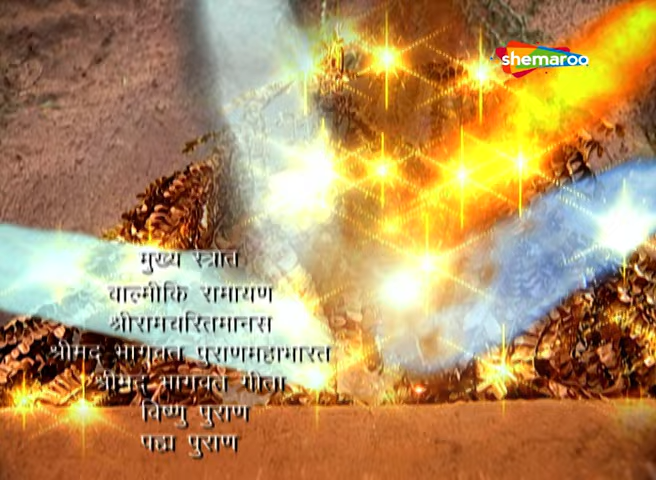 shemaroo
मुख्य स्त्रोत
वाल्मीकि रामायण
श्रीरामचरितमानस
श्रीमद् भागवत पुराणमहाभारत
श्रीमद् भागवत गीता
विष्णु पुराण
पद्म पुराण